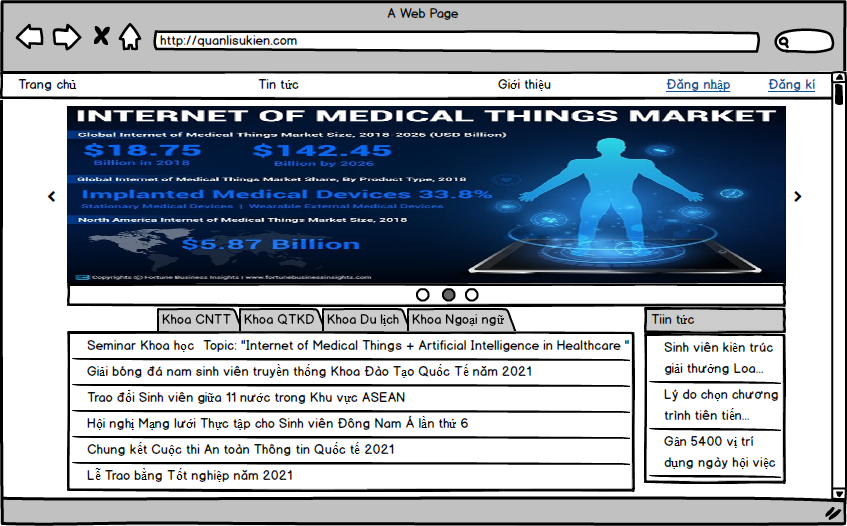 A Web Page
http://quanlisukien.com
Trang chủ
Tin tức
Giới thiệu
Đăng nhập
Đăng kí
INTERNET OF MEDICAL THINGS MARKET
Global Internet of Medical Things Market Size, 2018-2026 (USD Billion)
$18.75
$142.45
Billion in 2018
Billion by 2026
Global Internet of Medical Things Market Share, By Product Type, 2018
Implanted Medical Devices 33.8%
Stationary Medical Devices | Wearable External Medical Devices
North America Internet of Medical Things Market Size, 2018
$5.87 Billion
Copyrights © Fortune Business Insights | www.fortunebusinessinsights.com
Khoa CNTT
Khoa QTKD
Khoa Du lịch
Khoa Ngoại ngữ
Seminar Khoa học Topic: "Internet of Medical Things + Artificial Intelligence in Healthcare "
Giải bóng đá nam sinh viên truyền thống Khoa Đào Tạo Quốc Tế năm 2021
Trao đổi Sinh viên giữa 11 nước trong Khu vực ASEAN
Hội nghị Mạng lưới Thực tập cho Sinh viên Đông Nam Á lần thứ 6
Chung kết Cuộc thi An toàn Thông tin Quốc tế 2021
Lễ Trao bằng Tốt nghiệp năm 2021
Tiin tức
Sinh viên kiến trúc
giải thưởng Loa...
Lý do chọn chương
trình tiên tiến...
Gần 5400 vị trí
dụng ngày hội việc